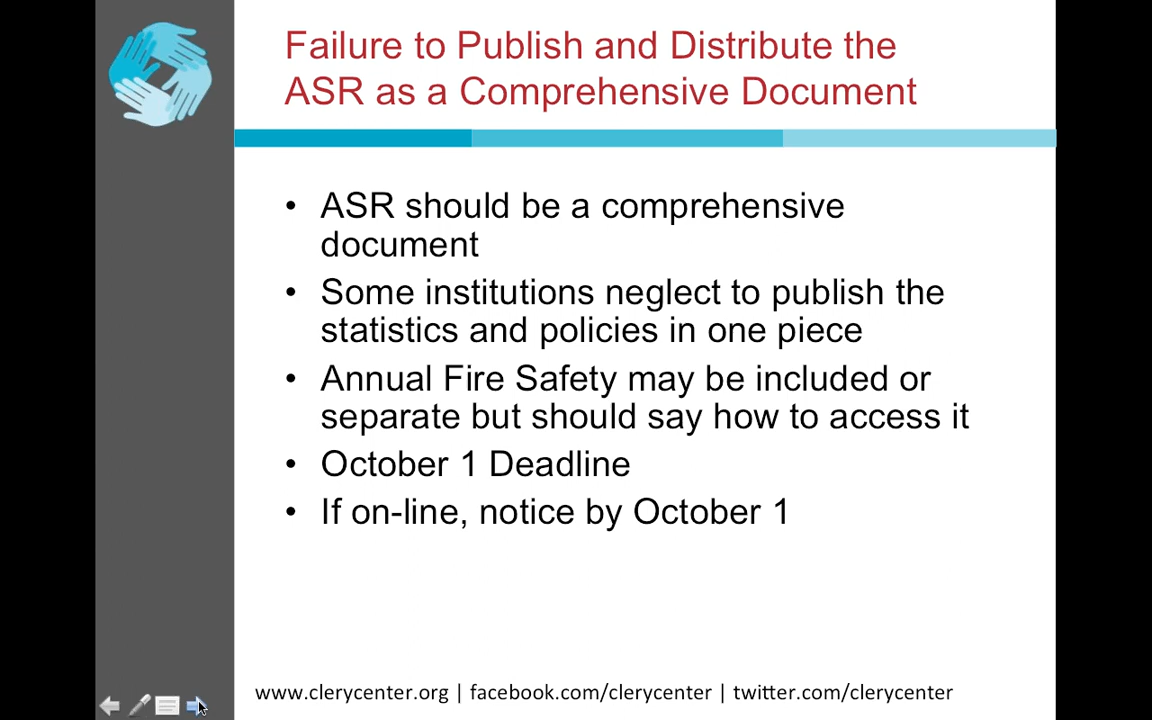 Failure to Publish and Distribute the
ASR as a Comprehensive Document
• ASR should be a comprehensive
document
• Some institutions neglect to publish the
statistics and policies in one piece
• Annual Fire Safety may be included or
separate but should say how to access it
• October 1 Deadline
• If on-line, notice by October 1
www.clerycenter.org | facebook.com/clerycenter | twitter.com/clerycenter